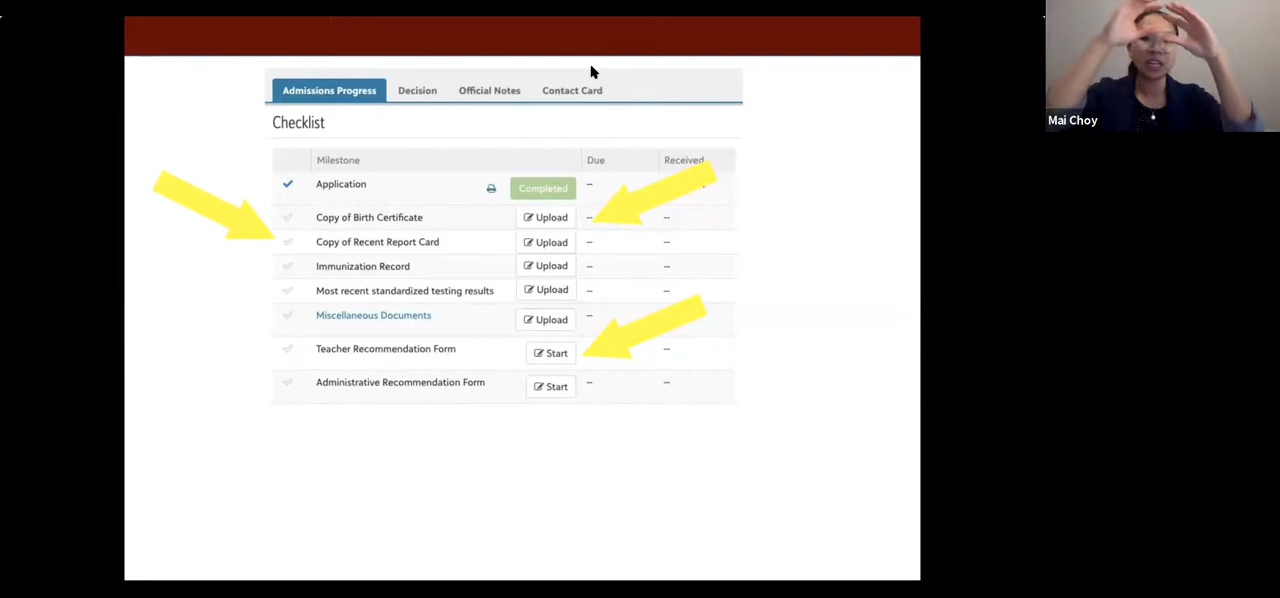 Admissions Progress Decision Official Notes Contact Card
Checklist
Milestone Due Received
Application Completed --
Copy of Birth Certificate Upload -- --
Copy of Recent Report Card Upload -- --
Immunization Record Upload -- --
Most recent standardized testing results Upload -- --
Miscellaneous Documents Upload --
Teacher Recommendation Form Start --
Administrative Recommendation Form Start -- --
Mai Choy